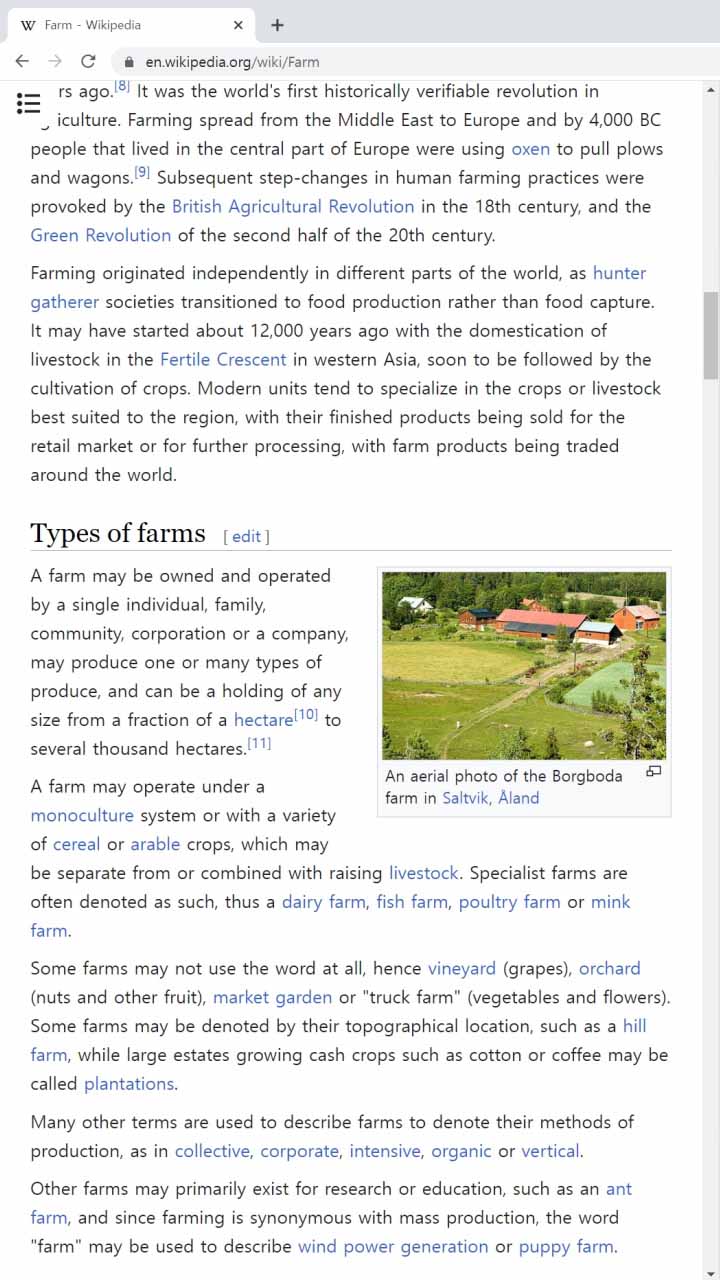 W Farm - Wikipedia
en.wikipedia.org/wiki/Farm
rs ago.[8] It was the world's first historically verifiable revolution in
iculture. Farming spread from the Middle East to Europe and by 4,000 BC
people that lived in the central part of Europe were using oxen to pull plows
and wagons.[9] Subsequent step-changes in human farming practices were
provoked by the British Agricultural Revolution in the 18th century, and the
Green Revolution of the second half of the 20th century.
Farming originated independently in different parts of the world, as hunter
gatherer societies transitioned to food production rather than food capture.
It may have started about 12,000 years ago with the domestication of
livestock in the Fertile Crescent in western Asia, soon to be followed by the
cultivation of crops. Modern units tend to specialize in the crops or livestock
best suited to the region, with their finished products being sold for the
retail market or for further processing, with farm products being traded
around the world.
Types of farms [ edit ]
A farm may be owned and operated
by a single individual, family,
community, corporation or a company,
may produce one or many types of
produce, and can be a holding of any
size from a fraction of a hectare[10] to
several thousand hectares.[11]
An aerial photo of the Borgboda
farm in Saltvik, Åland
A farm may operate under a
monoculture system or with a variety
of cereal or arable crops, which may
be separate from or combined with raising livestock. Specialist farms are
often denoted as such, thus a dairy farm, fish farm, poultry farm or mink
farm.
Some farms may not use the word at all, hence vineyard (grapes), orchard
(nuts and other fruit), market garden or "truck farm" (vegetables and flowers).
Some farms may be denoted by their topographical location, such as a hill
farm, while large estates growing cash crops such as cotton or coffee may be
called plantations.
Many other terms are used to describe farms to denote their methods of
production, as in collective, corporate, intensive, organic or vertical.
Other farms may primarily exist for research or education, such as an ant
farm, and since farming is synonymous with mass production, the word
"farm" may be used to describe wind power generation or puppy farm.